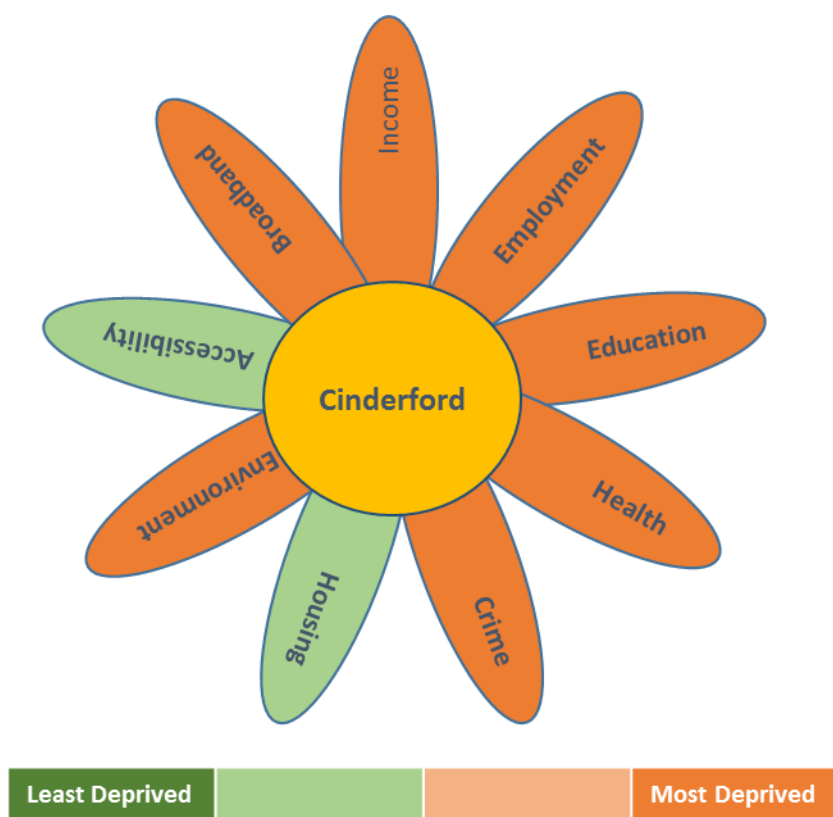 Income
Employment
Education
Health
Crime
Housing
Environment
Accessibility
Broadband
Cinderford
Least Deprived
Most Deprived